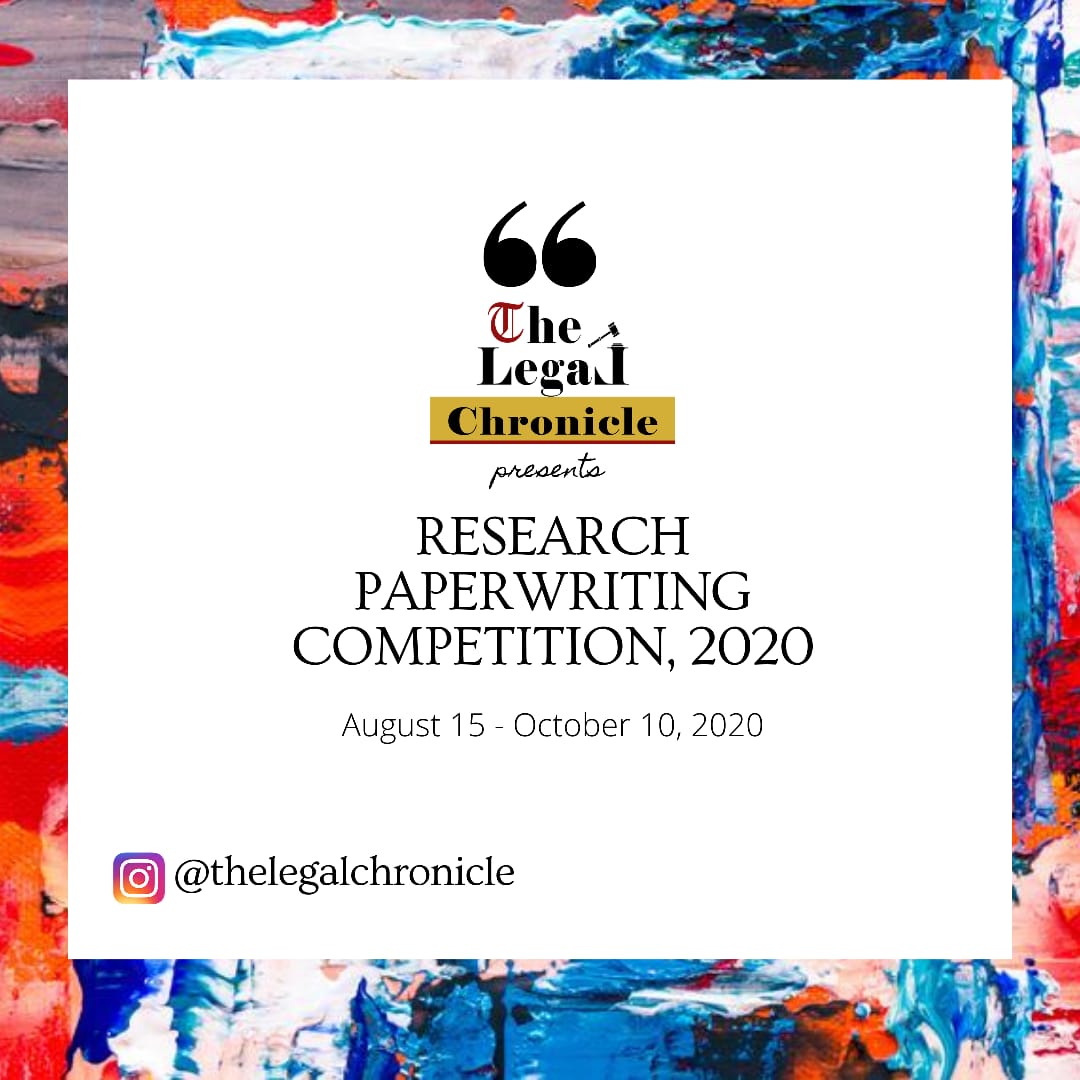 The
Legal
Chronicle
presents
RESEARCH
PAPERWRITING
COMPETITION, 2020
August 15 - October 10, 2020
@thelegalchronicle